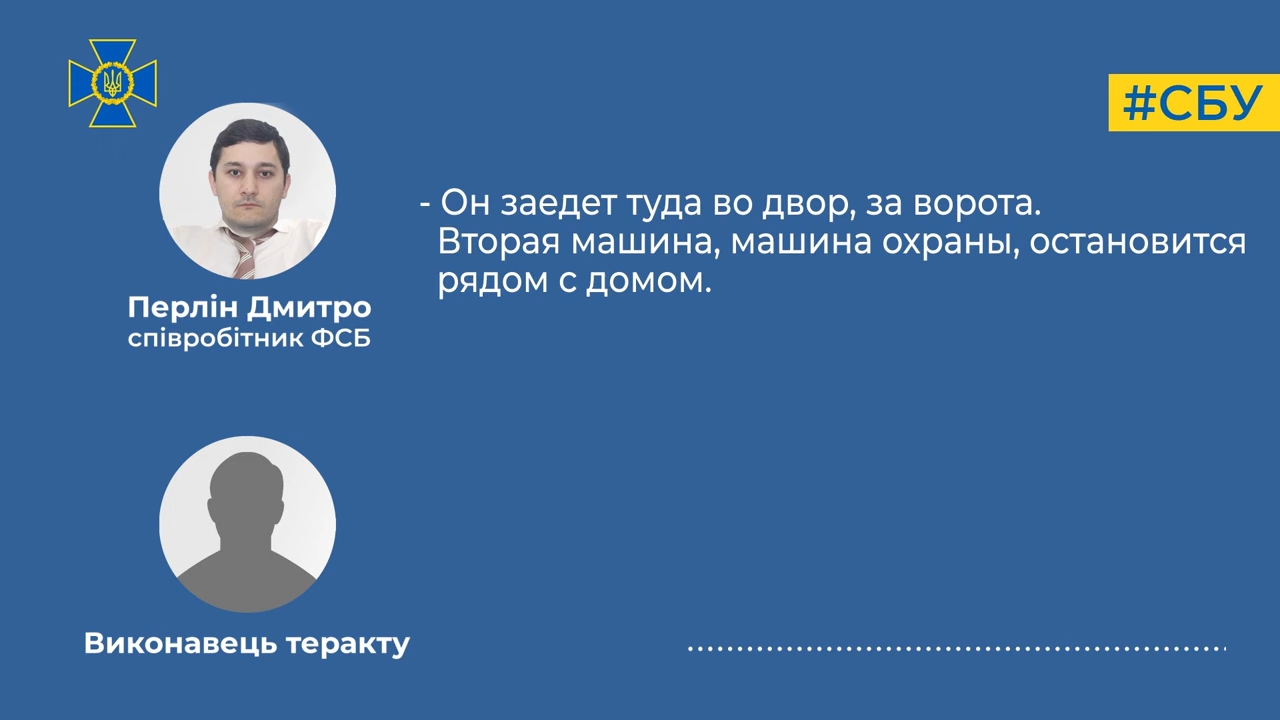 #СБУ
- Он заедет туда во двор, за ворота.
Вторая машина, машина охраны, остановится
рядом с домом.
Перлін Дмитро
співробітник ФСБ
Виконавець теракту